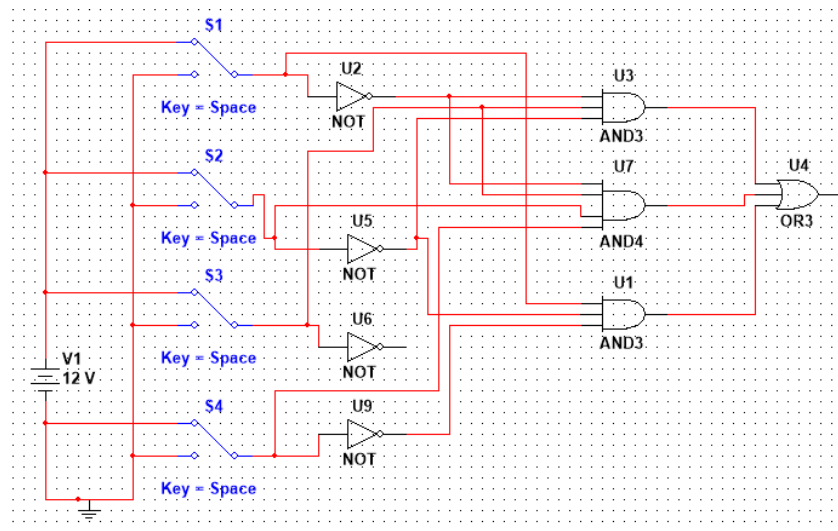 S1
Key = Space
U2
NOT
U3
AND3
S2
Key = Space
U7
AND4
U4
OR3
U5
NOT
S3
Key = Space
U6
NOT
U1
AND3
V1
12 V
S4
Key = Space
U9
NOT